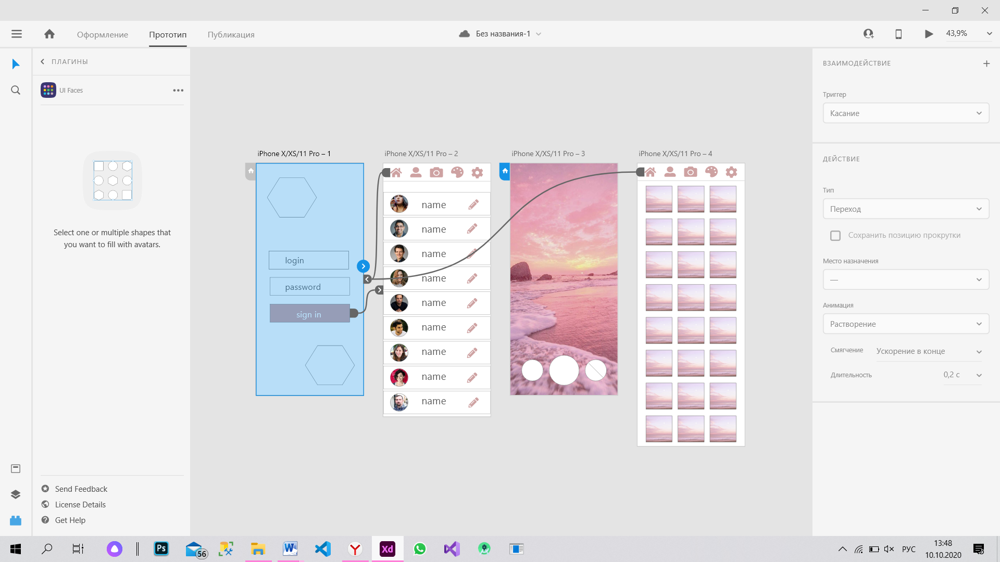 Оформление
Прототип
Публикация
Без названия-1
43,9%
ПЛАГИНЫ
UI Faces
Select one or multiple shapes that
you want to fill with avatars.
Send Feedback
License Details
Get Help
iPhone X/XS/11 Pro – 1
login
password
sign in
iPhone X/XS/11 Pro – 2
name
name
name
name
name
name
name
name
name
iPhone X/XS/11 Pro – 3
iPhone X/XS/11 Pro – 4
ВЗАИМОДЕЙСТВИЕ
Триггер
Касание
ДЕЙСТВИЕ
Тип
Переход
Сохранить позицию прокрутки
Место назначения
—
Анимация
Растворение
Смягчение
Ускорение в конце
Длительность
0,2 с
Ps
56
W
Y
Xd
РУС
13:48
10.10.2020